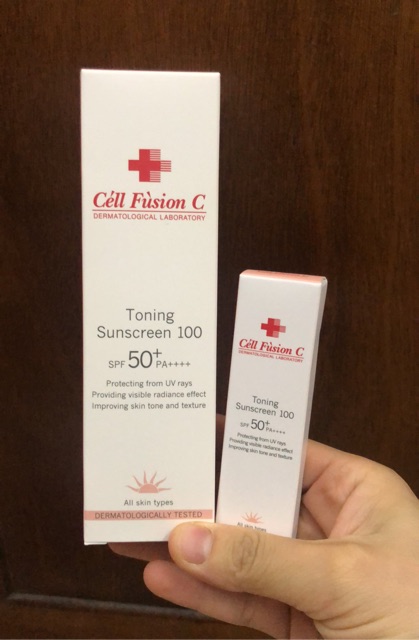 Céll Fùsion C
DERMATOLOGICAL LABORATORY
Toning
Sunscreen 100
SPF 50+ PA++++
Protecting from UV rays
Providing visible radiance effect
Improving skin tone and texture
All skin types
DERMATOLOGICALLY TESTED
Céll Fùsion C
DERMATOLOGICAL LABORATORY
Toning
Sunscreen 100
SPF 50+ PA++++
Protecting from UV rays
Providing visible radiance effect
Improving skin tone and texture
All skin types